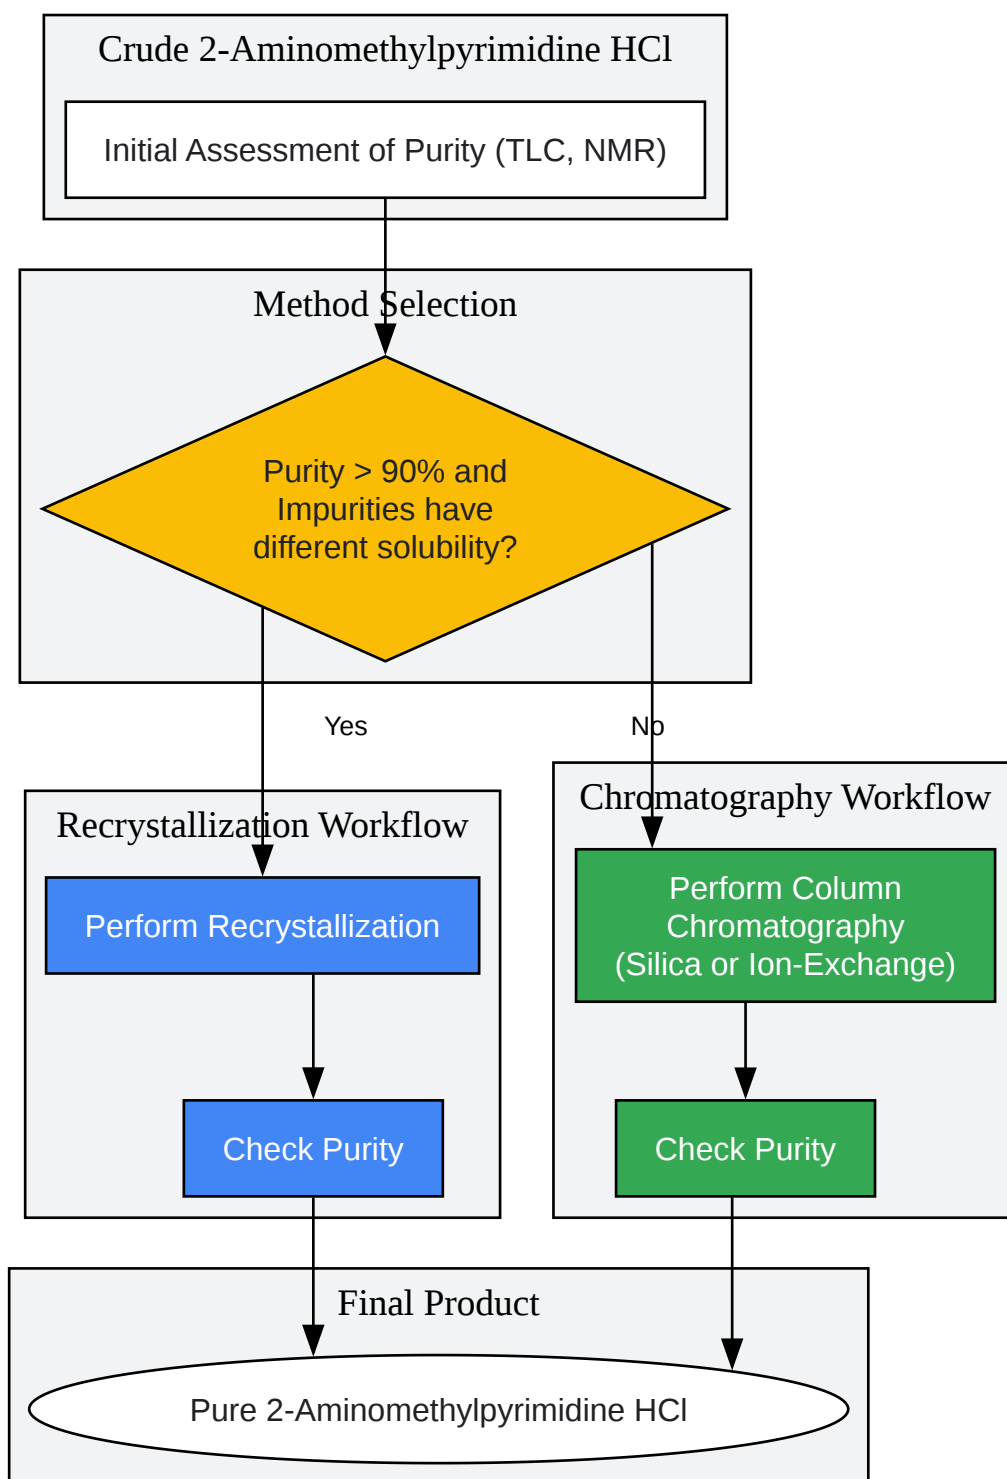 Crude 2-Aminomethylpyrimidine HCl
Initial Assessment of Purity (TLC, NMR)
Method Selection
Purity > 90% and
Impurities have
different solubility?
Yes
No
Recrystallization Workflow
Perform Recrystallization
Check Purity
Chromatography Workflow
Perform Column
Chromatography
(Silica or Ion-Exchange)
Check Purity
Final Product
Pure 2-Aminomethylpyrimidine HCl